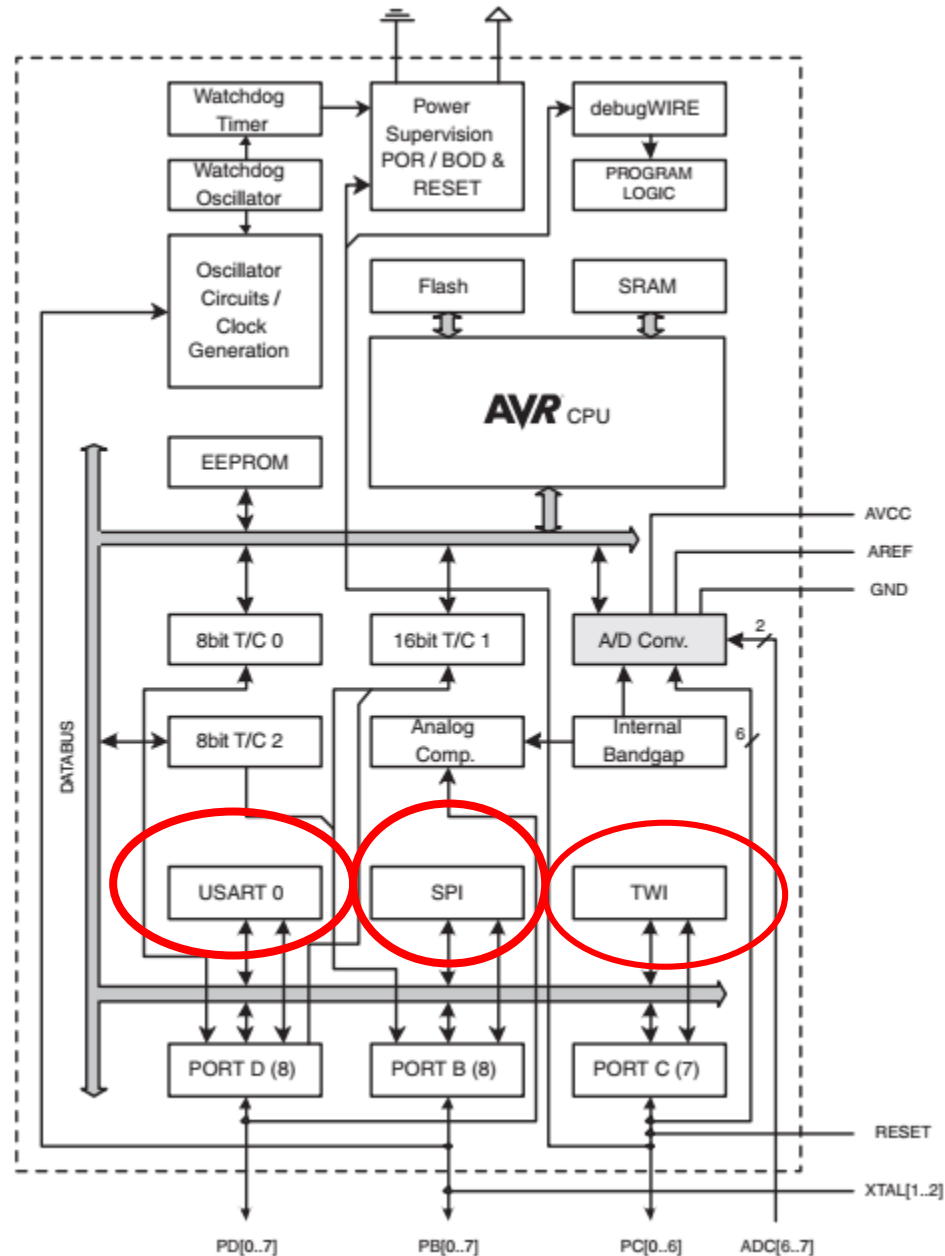 Watchdog
Timer
Power
Supervision
POR / BOD &
RESET
debugWIRE
Watchdog
Oscillator
PROGRAM
LOGIC
Oscillator
Circuits /
Clock
Generation
Flash
SRAM
AVR CPU
EEPROM
AVCC
AREF
GND
8bit T/C 0
16bit T/C 1
A/D Conv.
2
DATABUS
8bit T/C 2
Analog
Comp.
Internal
Bandgap
6
USART 0
SPI
TWI
PORT D (8)
PORT B (8)
PORT C (7)
RESET
XTAL[1..2]
PD[0..7]
PB[0..7]
PC[0..6]
ADC[6..7]